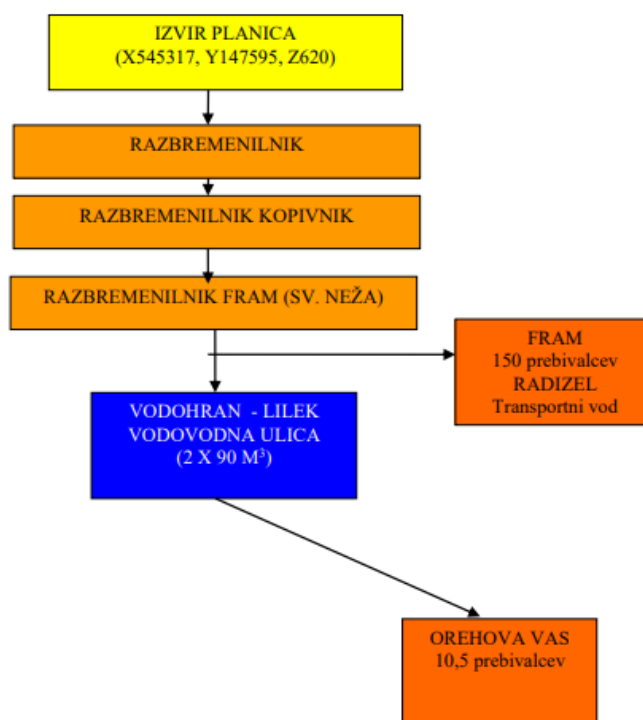 IZVIR PLANICA
(X545317, Y147595, Z620)
RAZBREMENILNIK
RAZBREMENILNIK KOPIVNIK
RAZBREMENILNIK FRAM (SV. NEŽA)
FRAM
150 prebivalcev
RADIZEL
Transportni vod
VODOHRAN - LILEK
VODOVODNA ULICA
(2 X 90 M³)
OREHOVA VAS
10,5 prebivalcev